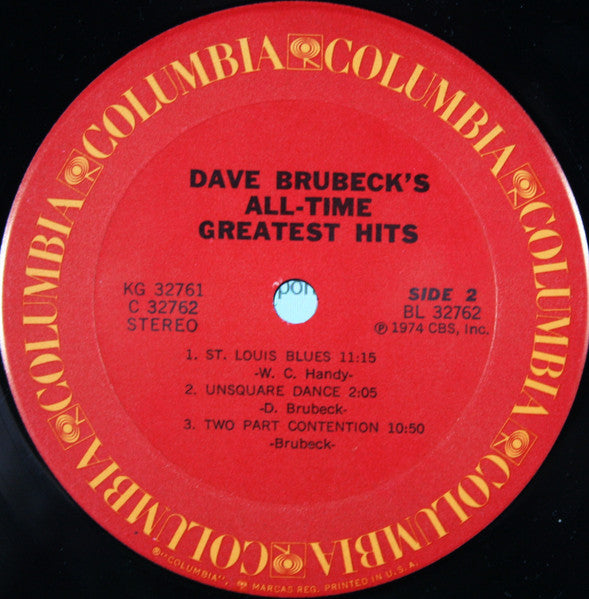 COLUMBIA COLUMBIA COLUMBIA COLUMBIA COLUMBIA COLUMBIA
DAVE BRUBECK'S
ALL-TIME
GREATEST HITS
KG 32761
C 32762
STEREO
pon
SIDE 2
BL 32762
℗ 1974 CBS, Inc.
1. ST. LOUIS BLUES 11:15
-W. C. Handy-
2. UNSQUARE DANCE 2:05
-D. Brubeck-
3. TWO PART CONTENTION 10:50
-Brubeck-
®"COLUMBIA", MARCAS REG. PRINTED IN U.S.A.